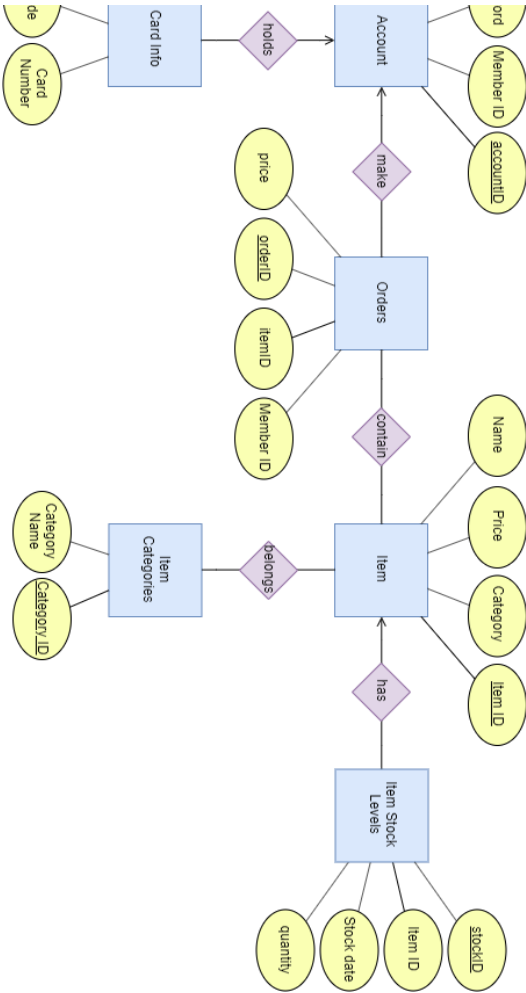 ord
Member ID
accountID
Account
holds
Card Info
de
Card
Number
make
price
orderID
itemID
Member ID
Orders
contain
Name
Price
Category
Item ID
Item
belongs
Item
Categories
Category
Name
Category ID
has
Item Stock
Levels
stockID
Item ID
Stock date
quantity